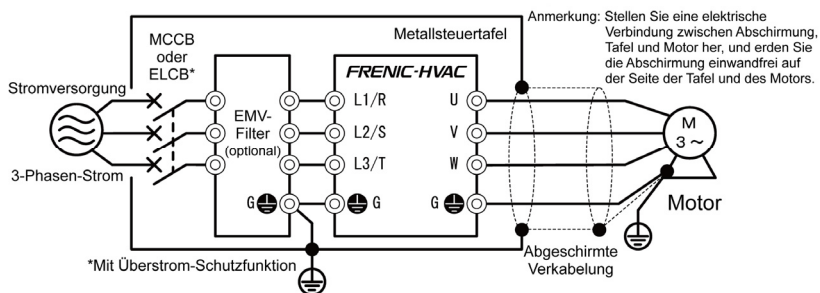 Anmerkung: Stellen Sie eine elektrische
Verbindung zwischen Abschirmung,
Tafel und Motor her, und erden Sie
die Abschirmung einwandfrei auf
der Seite der Tafel und des Motors.
Metallsteuertafel
MCCB
oder
ELCB*
Stromversorgung
3-Phasen-Strom
EMV-
Filter
(optional)
G
FRENIC-HVAC
L1/R
U
L2/S
V
L3/T
W
G
G
M
3~
Motor
Abgeschirmte
Verkabelung
*Mit Überstrom-Schutzfunktion